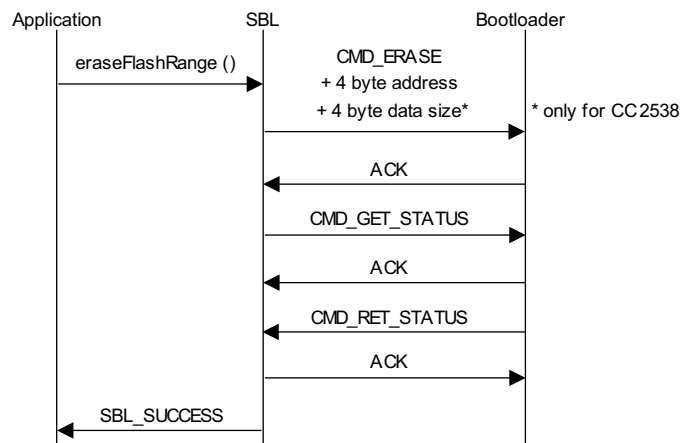 Application
SBL
Bootloader
eraseFlashRange ()
CMD_ERASE
+ 4 byte address
+ 4 byte data size*
* only for CC2538
ACK
CMD_GET_STATUS
ACK
CMD_RET_STATUS
ACK
SBL_SUCCESS